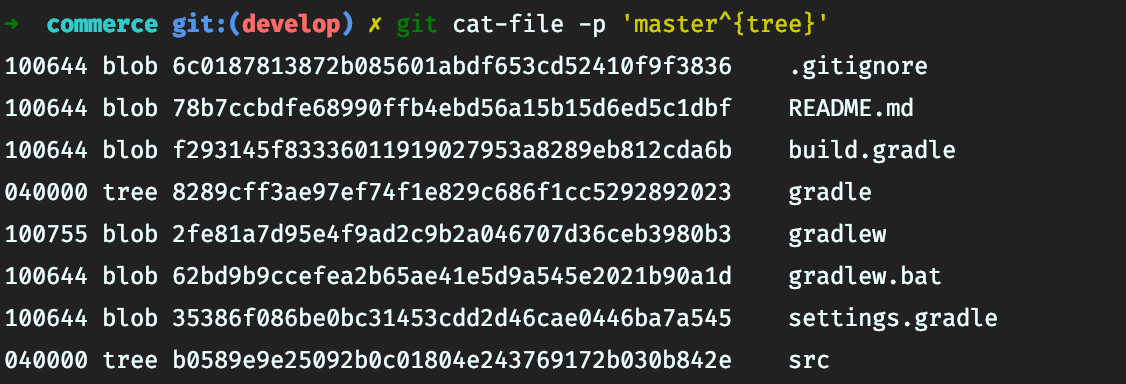 → commerce git:(develop) ✗ git cat-file -p 'master^{tree}'
100644 blob 6c0187813872b085601abdf653cd52410f9f3836 .gitignore
100644 blob 78b7ccbdfe68990ffb4ebd56a15b15d6ed5c1dbf README.md
100644 blob f293145f83336011919027953a8289eb812cda6b build.gradle
040000 tree 8289cff3ae97ef74f1e829c686f1cc5292892023 gradle
100755 blob 2fe81a7d95e4f9ad2c9b2a046707d36ceb3980b3 gradlew
100644 blob 62bd9b9ccefea2b65ae41e5d9a545e2021b90a1d gradlew.bat
100644 blob 35386f086be0bc31453cdd2d46cae0446ba7a545 settings.gradle
040000 tree b0589e9e25092b0c01804e243769172b030b842e src